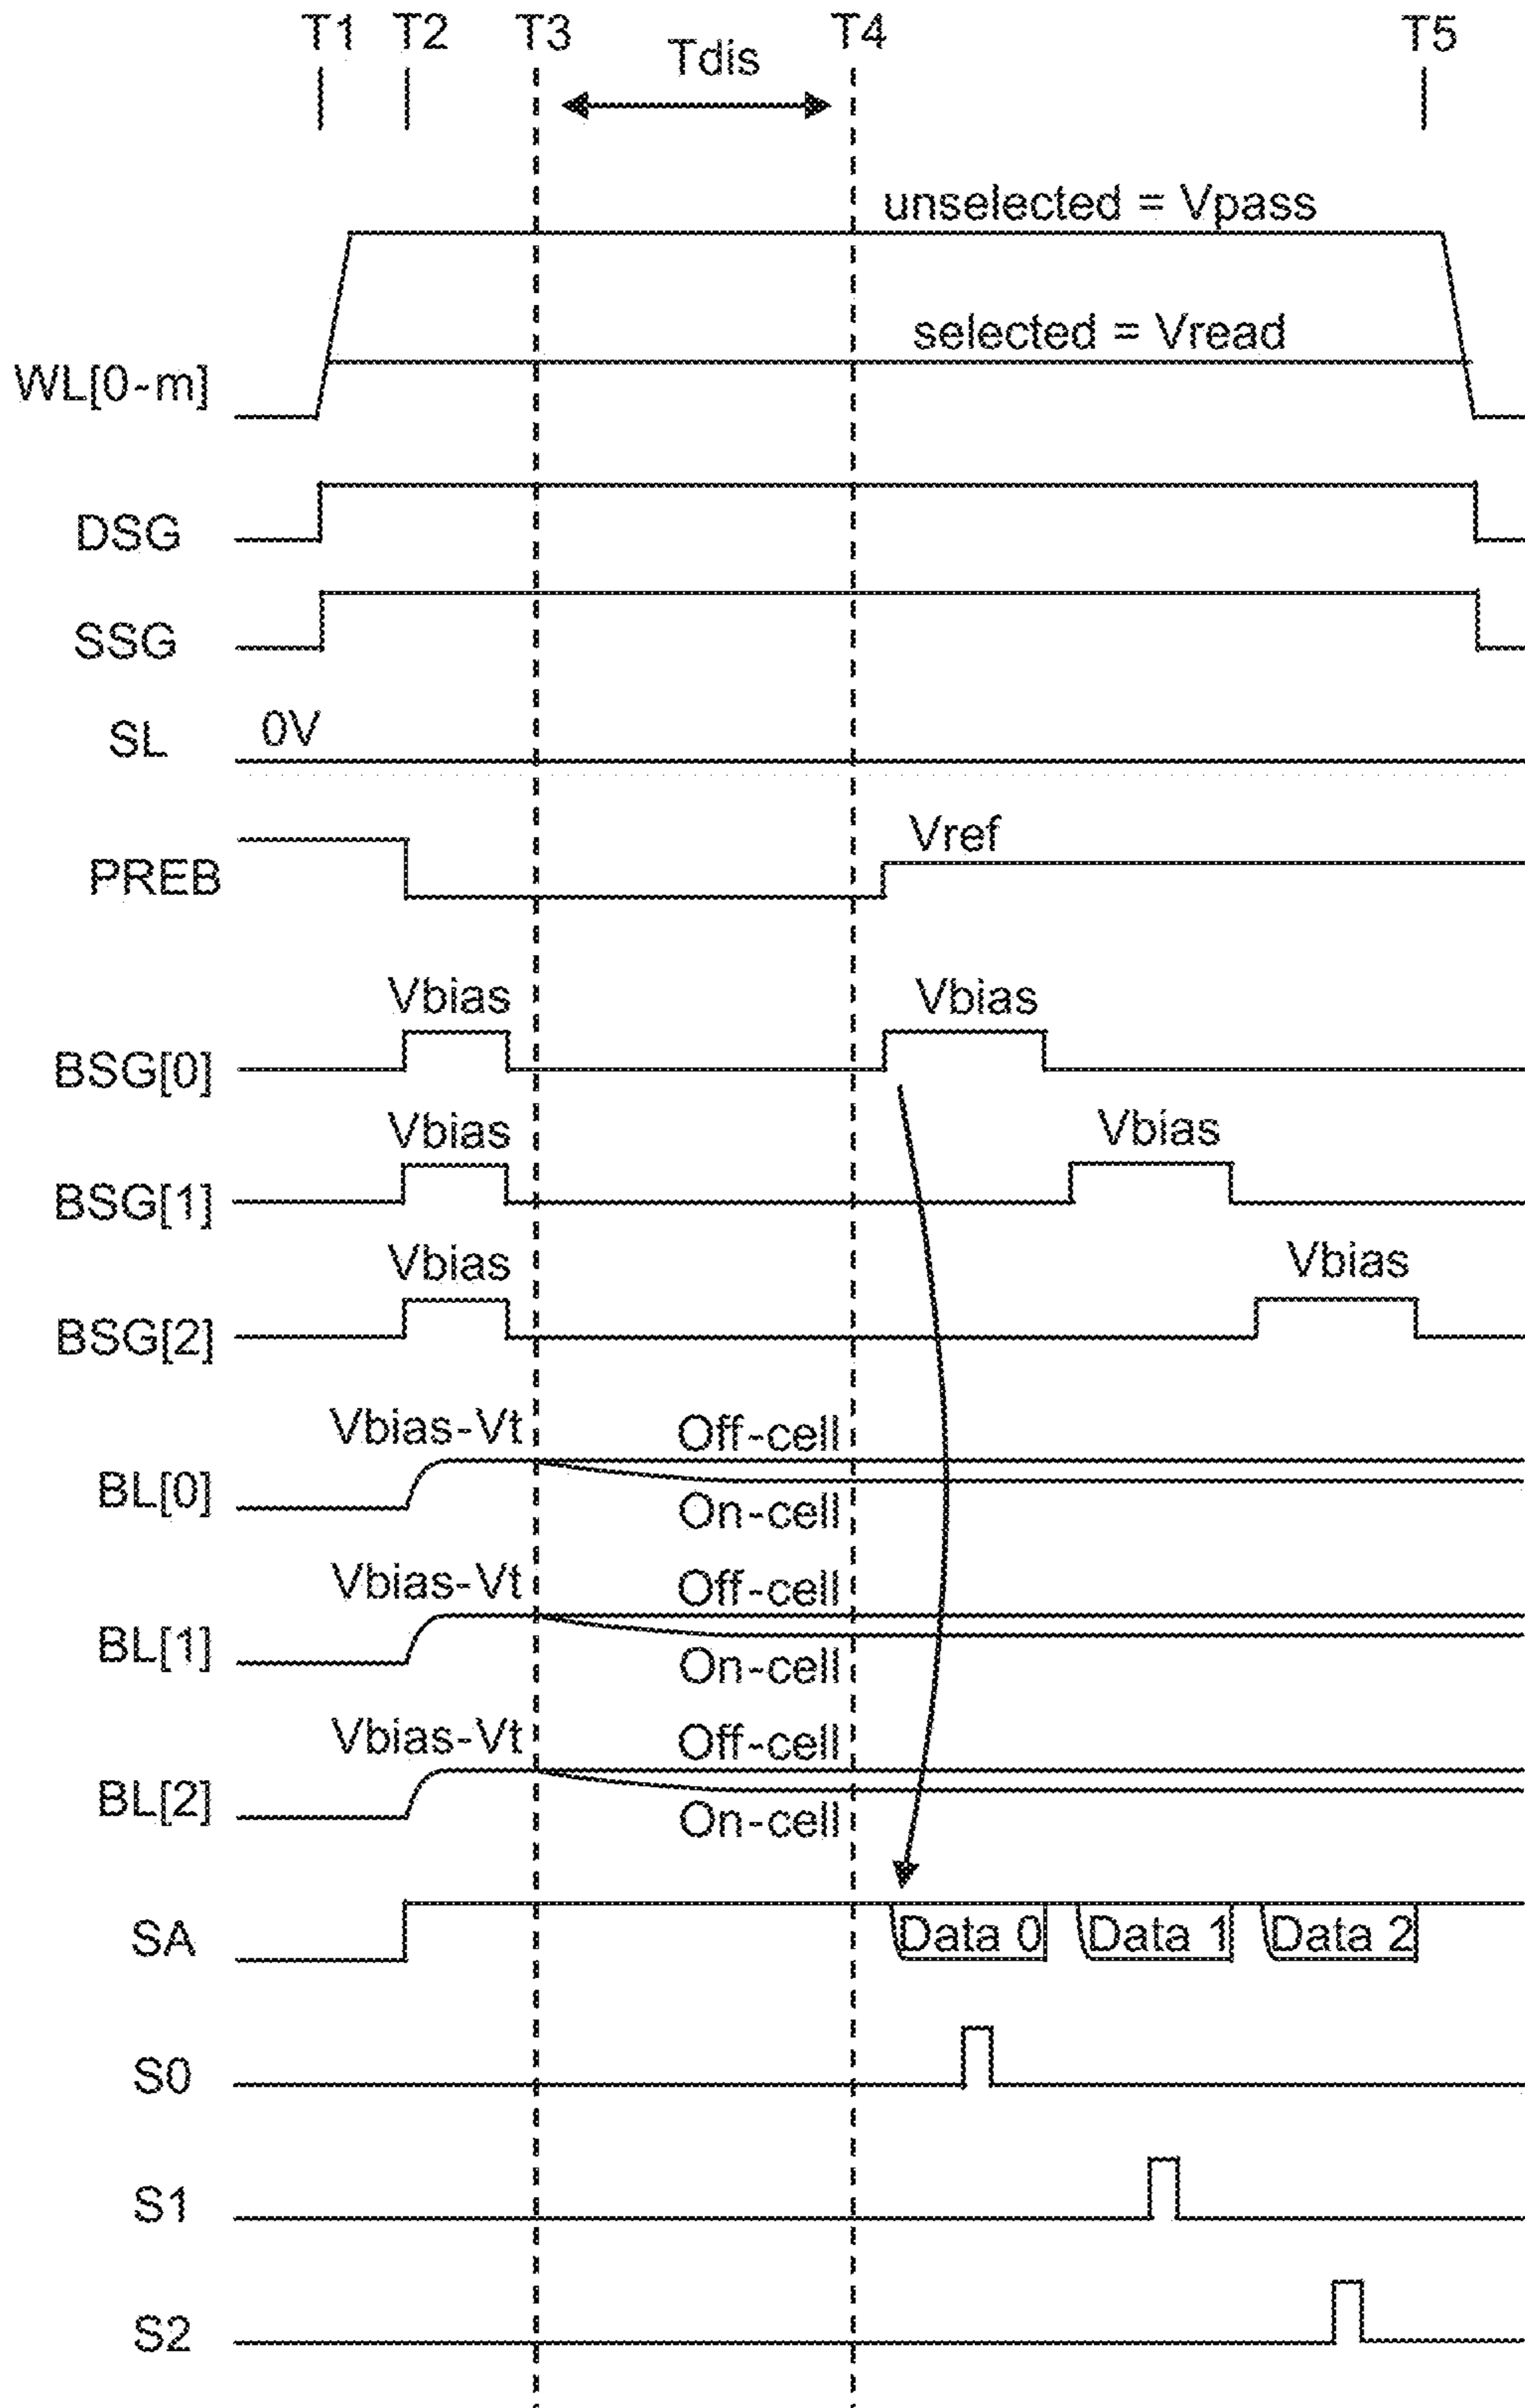 T1 T2 T3 T4 T5
Tdis
unselected = Vpass
selected = Vread
WL[0-m]
DSG
SSG
0V
SL
Vref
PREB
Vbias Vbias
BSG[0]
Vbias Vbias
BSG[1]
Vbias Vbias
BSG[2]
Vbias-Vt Off-cell
BL[0]
On-cell
Vbias-Vt Off-cell
BL[1]
On-cell
Vbias-Vt Off-cell
BL[2]
On-cell
SA Data 0 Data 1 Data 2
S0
S1
S2